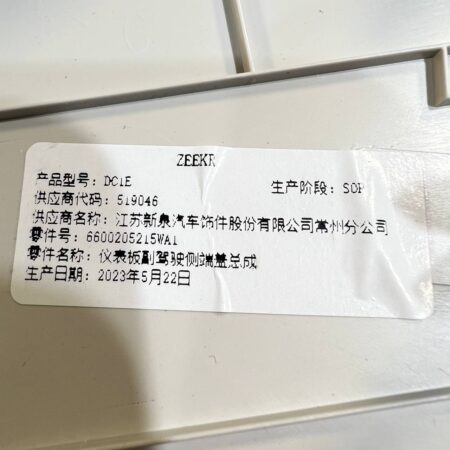 ZEEKR
产品型号: DC1E 生产阶段: SOP
供应商代码: 519046
供应商名称: 江苏新泉汽车饰件股份有限公司常州分公司
零件号: 6600205215WA1
零件名称: 仪表板副驾驶侧端盖总成
生产日期: 2023年5月22日